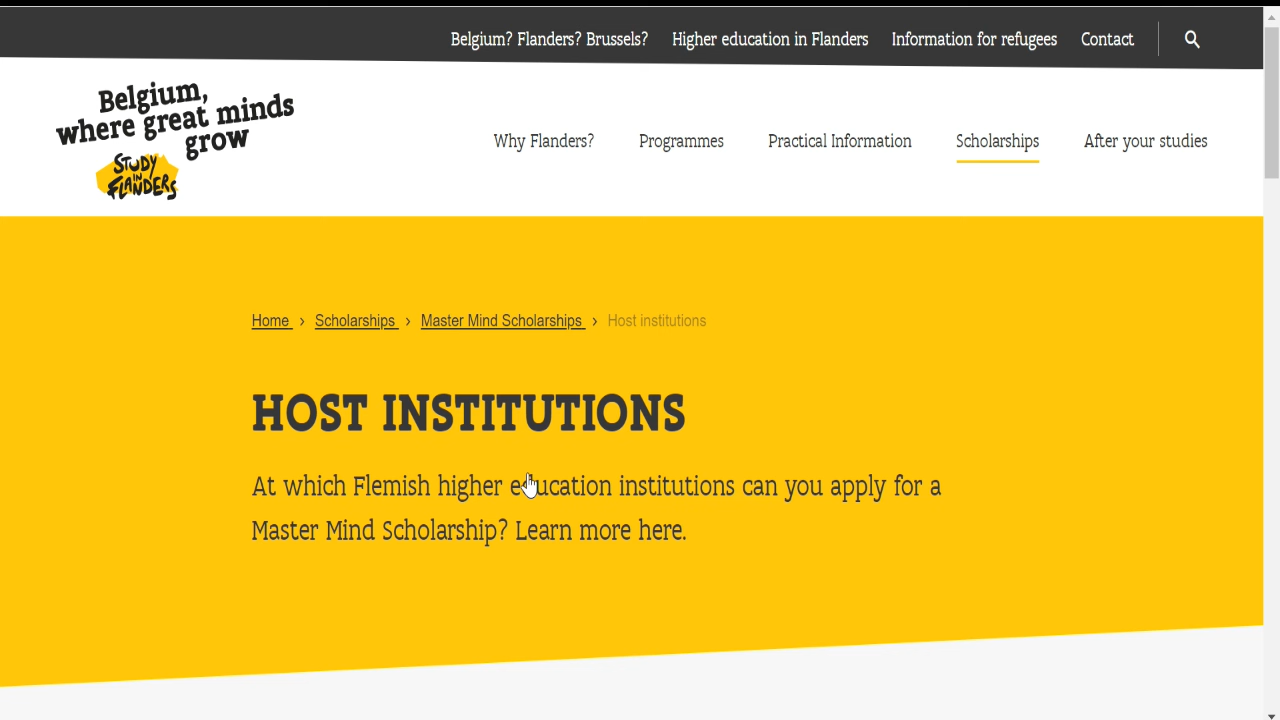 Belgium? Flanders? Brussels? Higher education in Flanders Information for refugees Contact
Belgium,
where great minds
grow
STUDY
IN
FLANDERS
Why Flanders? Programmes Practical Information Scholarships After your studies
Home › Scholarships › Master Mind Scholarships › Host institutions
HOST INSTITUTIONS
At which Flemish higher education institutions can you apply for a
Master Mind Scholarship? Learn more here.